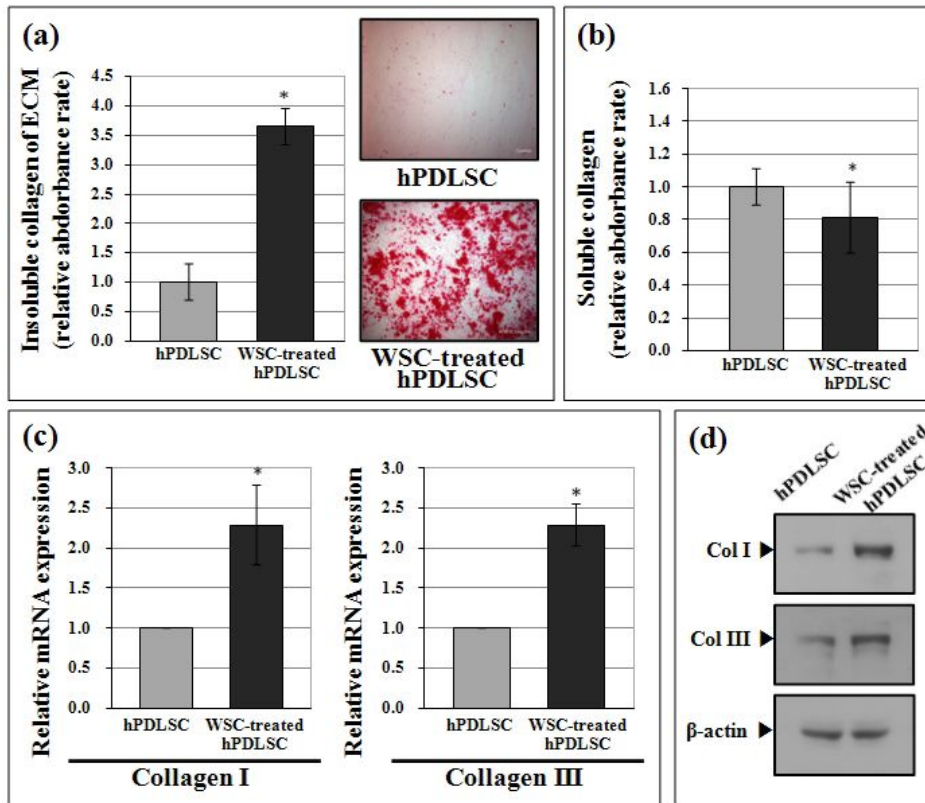 (a)
Insoluble collagen of ECM
(relative abdorbance rate)
4.5
4.0
3.5
3.0
2.5
2.0
1.5
1.0
0.5
0.0
*
hPDLSC
WSC-treated
hPDLSC
hPDLSC
WSC-treated
hPDLSC
(b)
Soluble collagen
(relative abdorbance rate)
1.6
1.4
1.2
1.0
0.8
0.6
0.4
0.2
0.0
*
hPDLSC
WSC-treated
hPDLSC
(c)
Relative mRNA expression
3.0
2.5
2.0
1.5
1.0
0.5
0.0
*
hPDLSC
WSC-treated
hPDLSC
Collagen I
Relative mRNA expression
3.0
2.5
2.0
1.5
1.0
0.5
0.0
*
hPDLSC
WSC-treated
hPDLSC
Collagen III
(d)
hPDLSC
WSC-treated
hPDLSC
Col I
Col III
β-actin